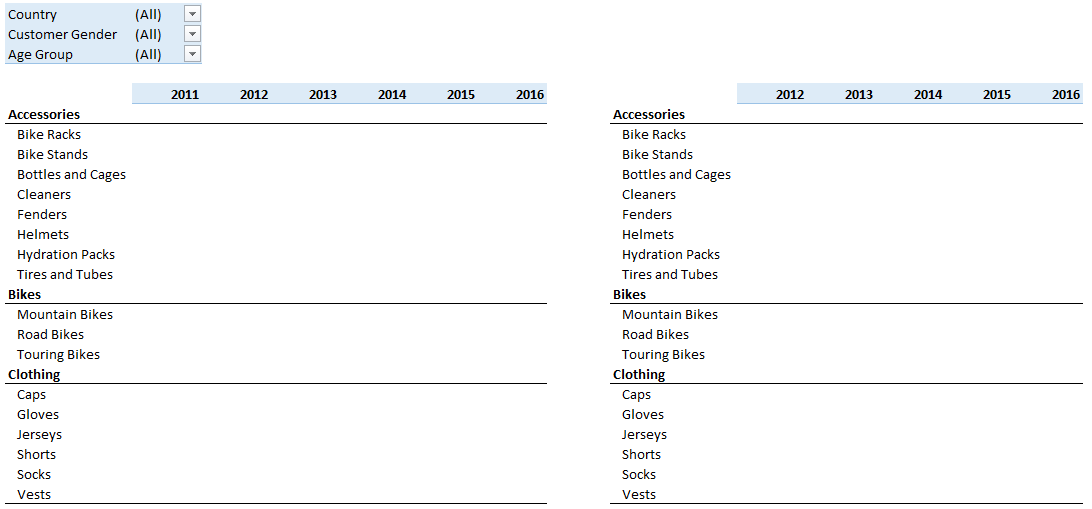 Country (All)
Customer Gender (All)
Age Group (All)
2011 2012 2013 2014 2015 2016
Accessories
Bike Racks
Bike Stands
Bottles and Cages
Cleaners
Fenders
Helmets
Hydration Packs
Tires and Tubes
Bikes
Mountain Bikes
Road Bikes
Touring Bikes
Clothing
Caps
Gloves
Jerseys
Shorts
Socks
Vests
2012 2013 2014 2015 2016
Accessories
Bike Racks
Bike Stands
Bottles and Cages
Cleaners
Fenders
Helmets
Hydration Packs
Tires and Tubes
Bikes
Mountain Bikes
Road Bikes
Touring Bikes
Clothing
Caps
Gloves
Jerseys
Shorts
Socks
Vests